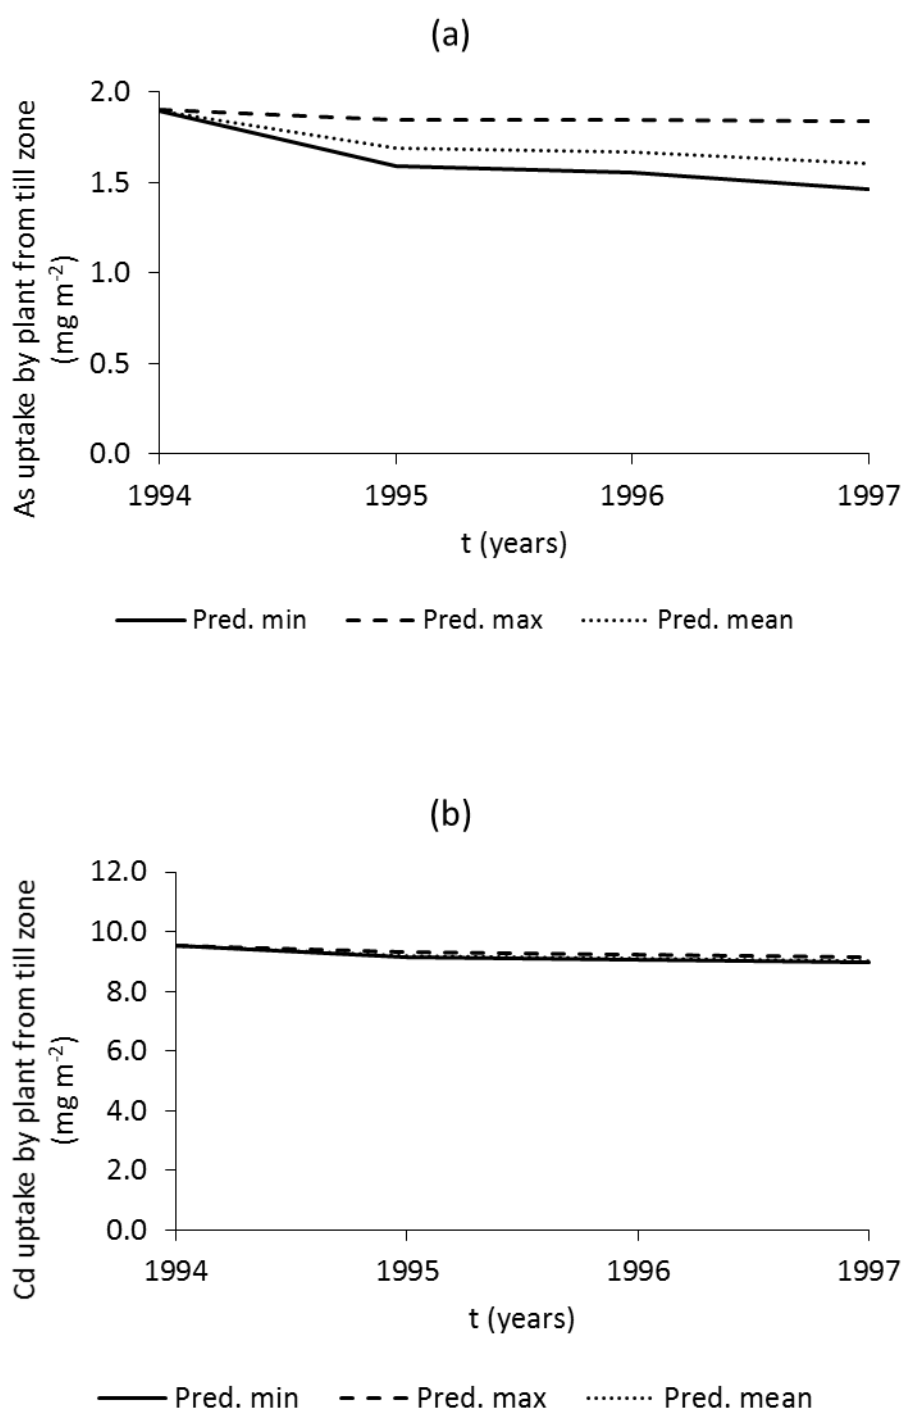 (a)
As uptake by plant from till zone
(mg m-2)
2.0
1.5
1.0
0.5
0.0
1994 1995 1996 1997
t (years)
Pred. min Pred. max Pred. mean
(b)
Cd uptake by plant from till zone
(mg m-2)
12.0
10.0
8.0
6.0
4.0
2.0
0.0
1994 1995 1996 1997
t (years)
Pred. min Pred. max Pred. mean